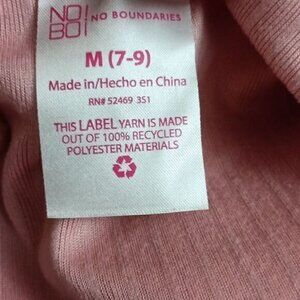 NO!
BO!
NO BOUNDARIES
M (7-9)
Made in/Hecho en China
RN# 52469 3S1
THIS LABEL YARN IS MADE
OUT OF 100% RECYCLED
POLYESTER MATERIALS